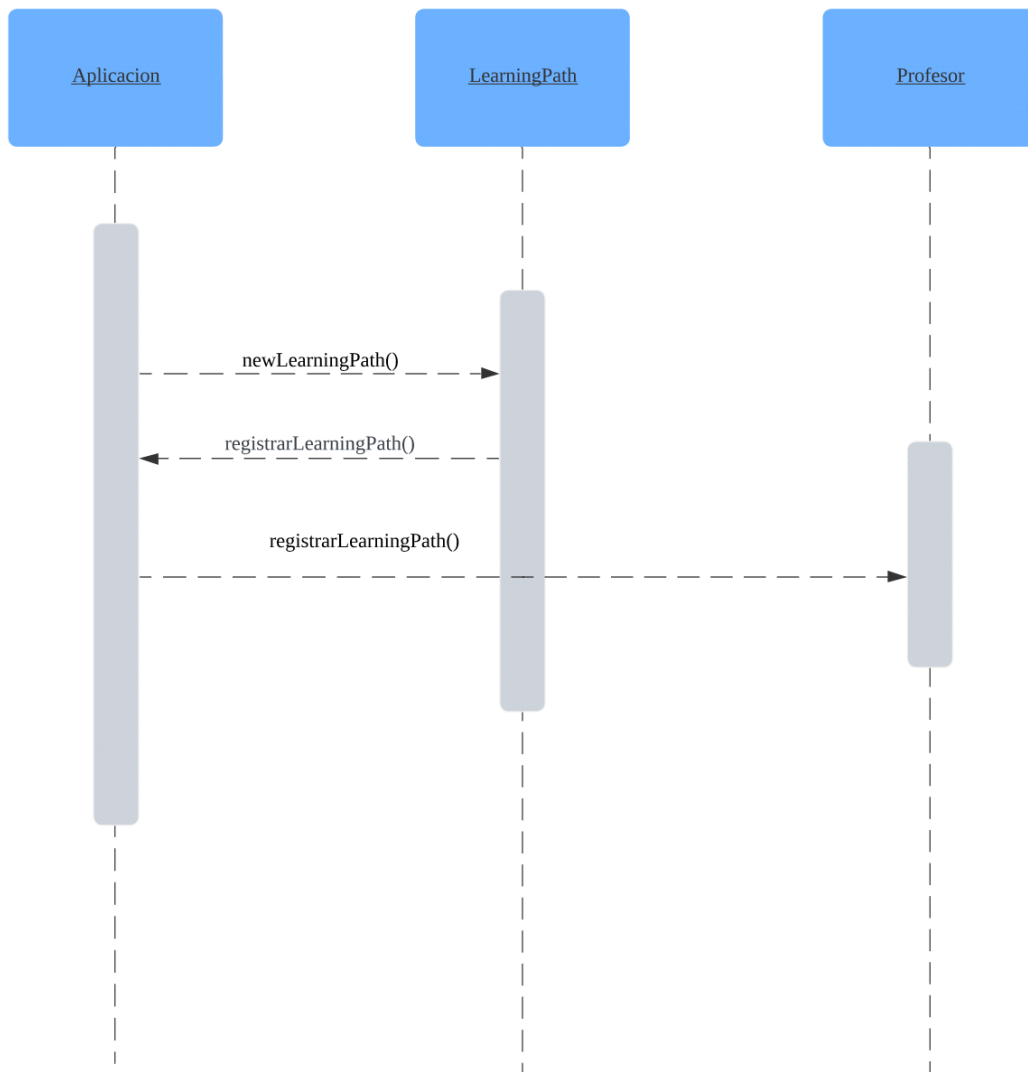 Aplicacion
LearningPath
Profesor
newLearningPath()
registrarLearningPath()
registrarLearningPath()